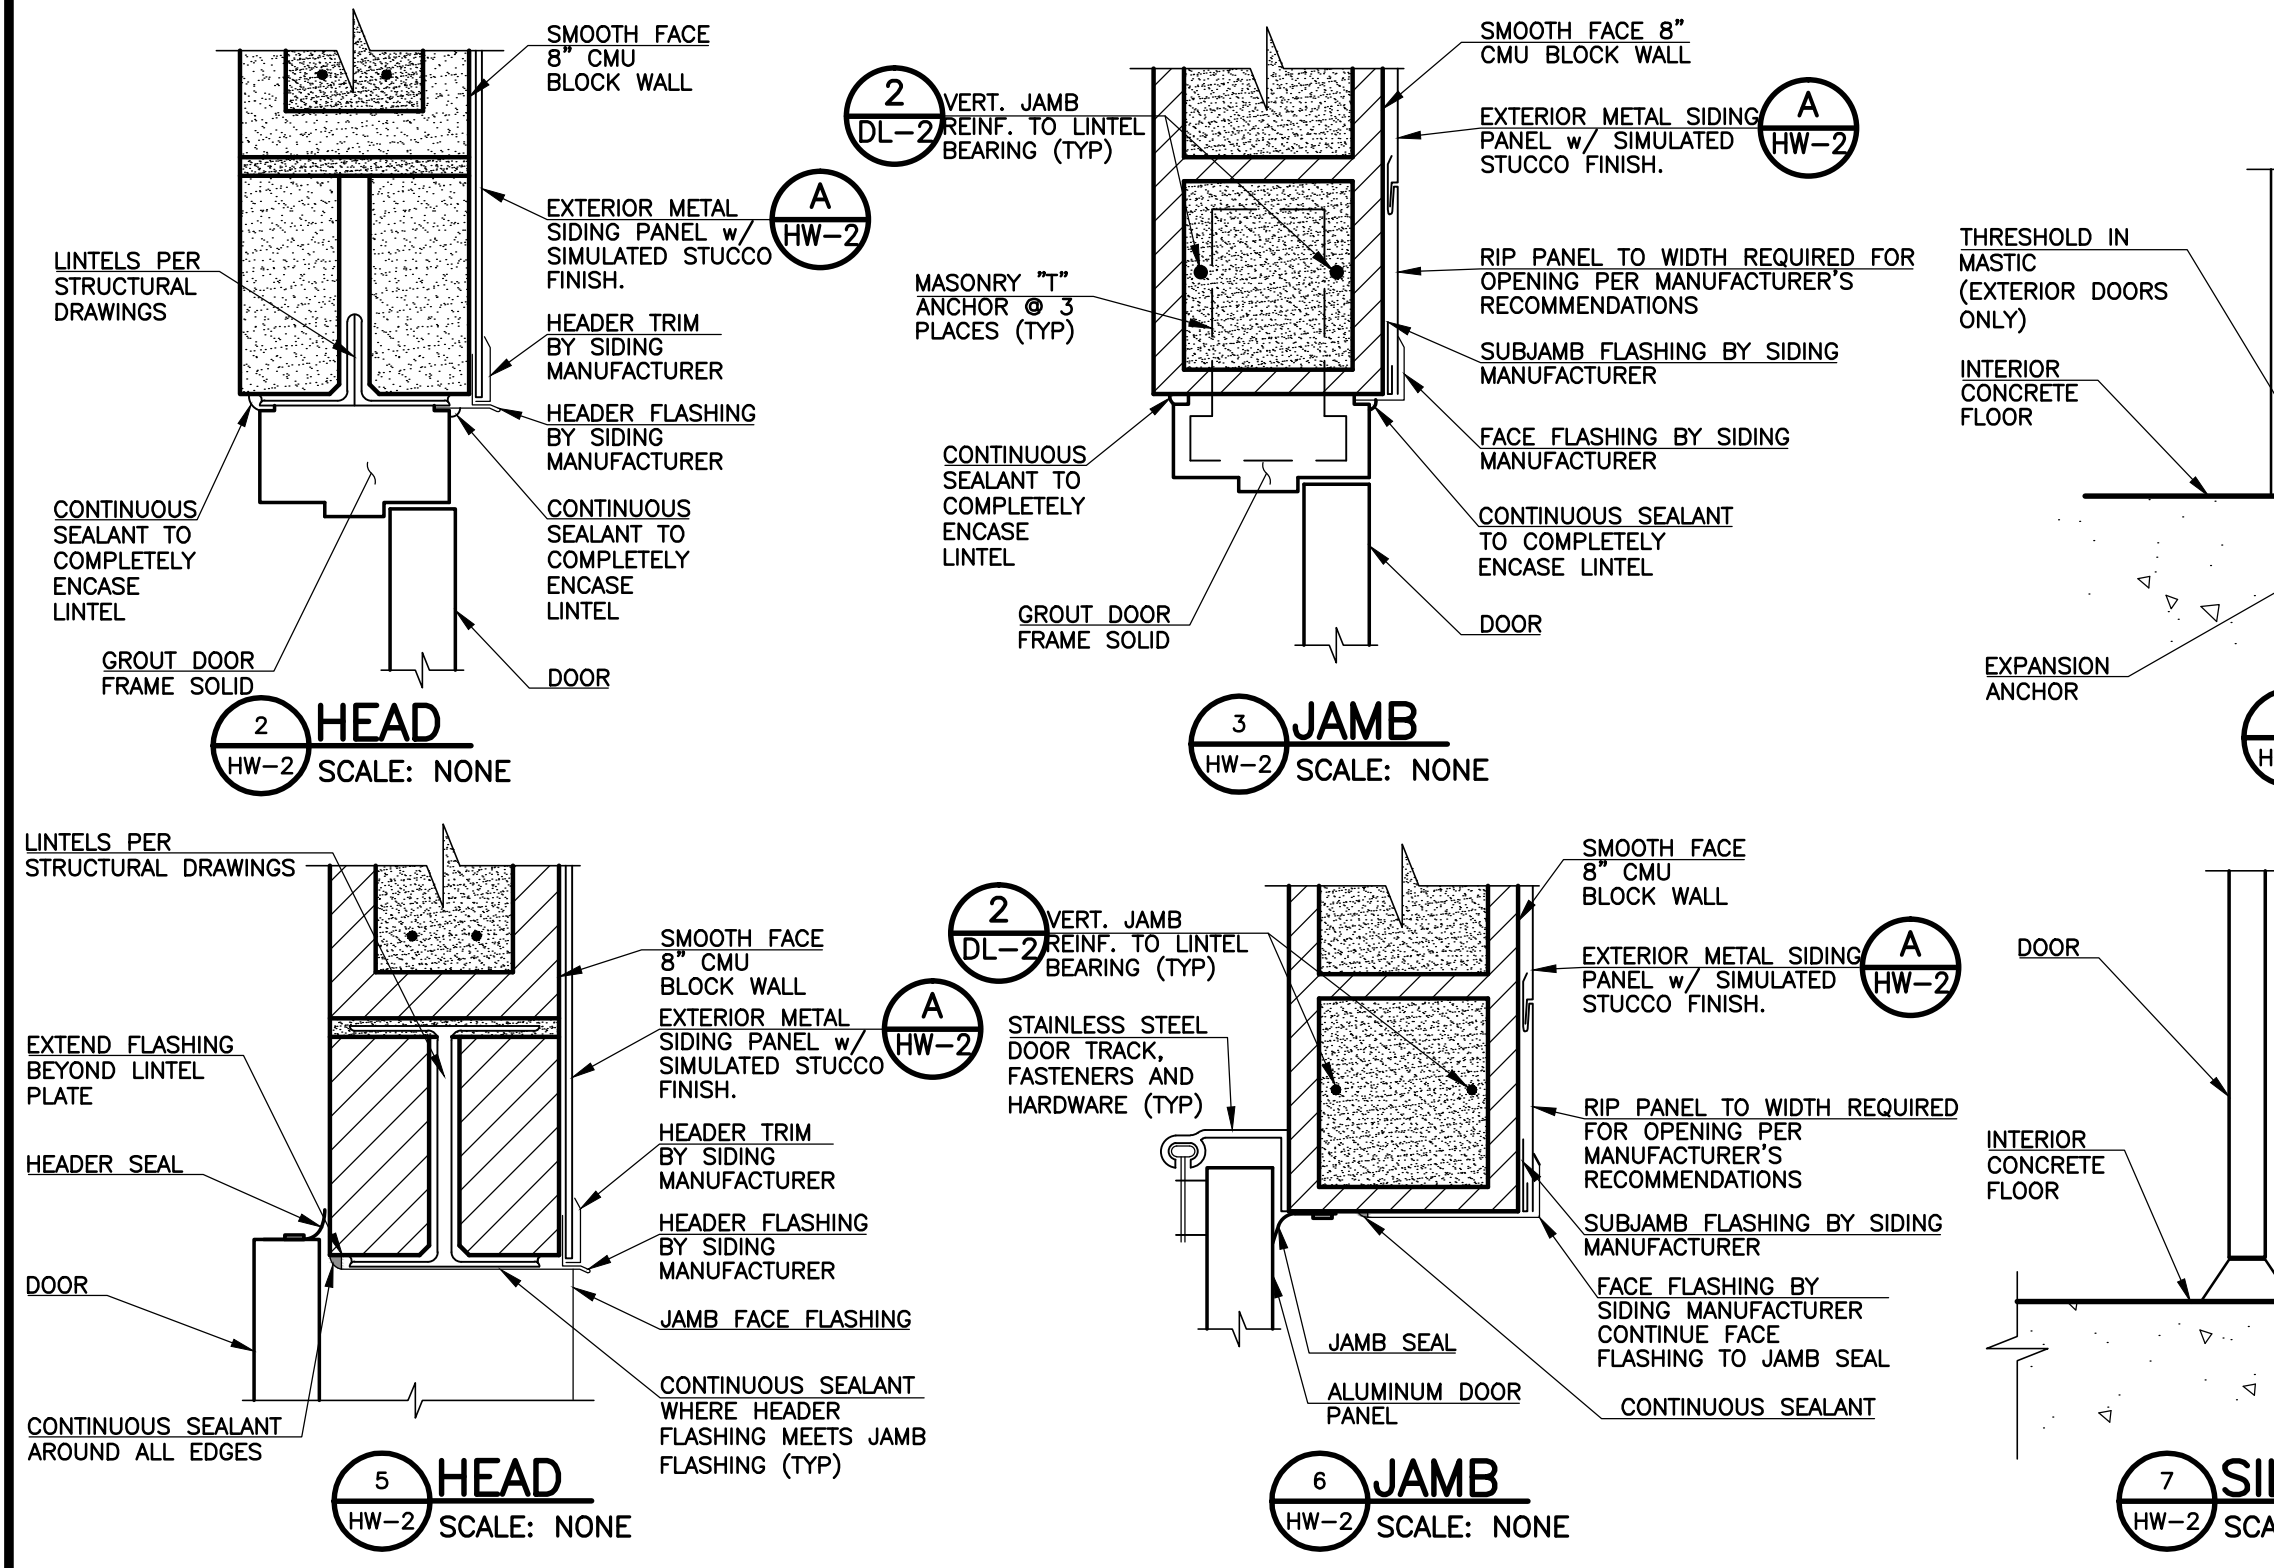 SMOOTH FACE
8" CMU
BLOCK WALL
EXTERIOR METAL
SIDING PANEL w/
SIMULATED STUCCO
FINISH.
A
HW-2
LINTELS PER
STRUCTURAL
DRAWINGS
HEADER TRIM
BY SIDING
MANUFACTURER
HEADER FLASHING
BY SIDING
MANUFACTURER
CONTINUOUS
SEALANT TO
COMPLETELY
ENCASE
LINTEL
CONTINUOUS
SEALANT TO
COMPLETELY
ENCASE
LINTEL
GROUT DOOR
FRAME SOLID
DOOR
2
HW-2
HEAD
SCALE: NONE
2
DL-2
VERT. JAMB
REINF. TO LINTEL
BEARING (TYP)
SMOOTH FACE 8"
CMU BLOCK WALL
EXTERIOR METAL SIDING
PANEL w/ SIMULATED
STUCCO FINISH.
A
HW-2
MASONRY "T"
ANCHOR @ 3
PLACES (TYP)
RIP PANEL TO WIDTH REQUIRED FOR
OPENING PER MANUFACTURER'S
RECOMMENDATIONS
SUBJAMB FLASHING BY SIDING
MANUFACTURER
FACE FLASHING BY SIDING
MANUFACTURER
CONTINUOUS
SEALANT TO
COMPLETELY
ENCASE
LINTEL
CONTINUOUS SEALANT
TO COMPLETELY
ENCASE LINTEL
GROUT DOOR
FRAME SOLID
DOOR
3
HW-2
JAMB
SCALE: NONE
THRESHOLD IN
MASTIC
(EXTERIOR DOORS
ONLY)
INTERIOR
CONCRETE
FLOOR
EXPANSION
ANCHOR
H
LINTELS PER
STRUCTURAL DRAWINGS
SMOOTH FACE
8" CMU
BLOCK WALL
EXTERIOR METAL
SIDING PANEL w/
SIMULATED STUCCO
FINISH.
A
HW-2
EXTEND FLASHING
BEYOND LINTEL
PLATE
HEADER SEAL
HEADER TRIM
BY SIDING
MANUFACTURER
HEADER FLASHING
BY SIDING
MANUFACTURER
DOOR
JAMB FACE FLASHING
CONTINUOUS SEALANT
AROUND ALL EDGES
CONTINUOUS SEALANT
WHERE HEADER
FLASHING MEETS JAMB
FLASHING (TYP)
5
HW-2
HEAD
SCALE: NONE
2
DL-2
VERT. JAMB
REINF. TO LINTEL
BEARING (TYP)
STAINLESS STEEL
DOOR TRACK,
FASTENERS AND
HARDWARE (TYP)
SMOOTH FACE
8" CMU
BLOCK WALL
EXTERIOR METAL SIDING
PANEL w/ SIMULATED
STUCCO FINISH.
A
HW-2
RIP PANEL TO WIDTH REQUIRED
FOR OPENING PER
MANUFACTURER'S
RECOMMENDATIONS
SUBJAMB FLASHING BY SIDING
MANUFACTURER
FACE FLASHING BY
SIDING MANUFACTURER
CONTINUE FACE
FLASHING TO JAMB SEAL
JAMB SEAL
ALUMINUM DOOR
PANEL
CONTINUOUS SEALANT
6
HW-2
JAMB
SCALE: NONE
DOOR
INTERIOR
CONCRETE
FLOOR
7
HW-2